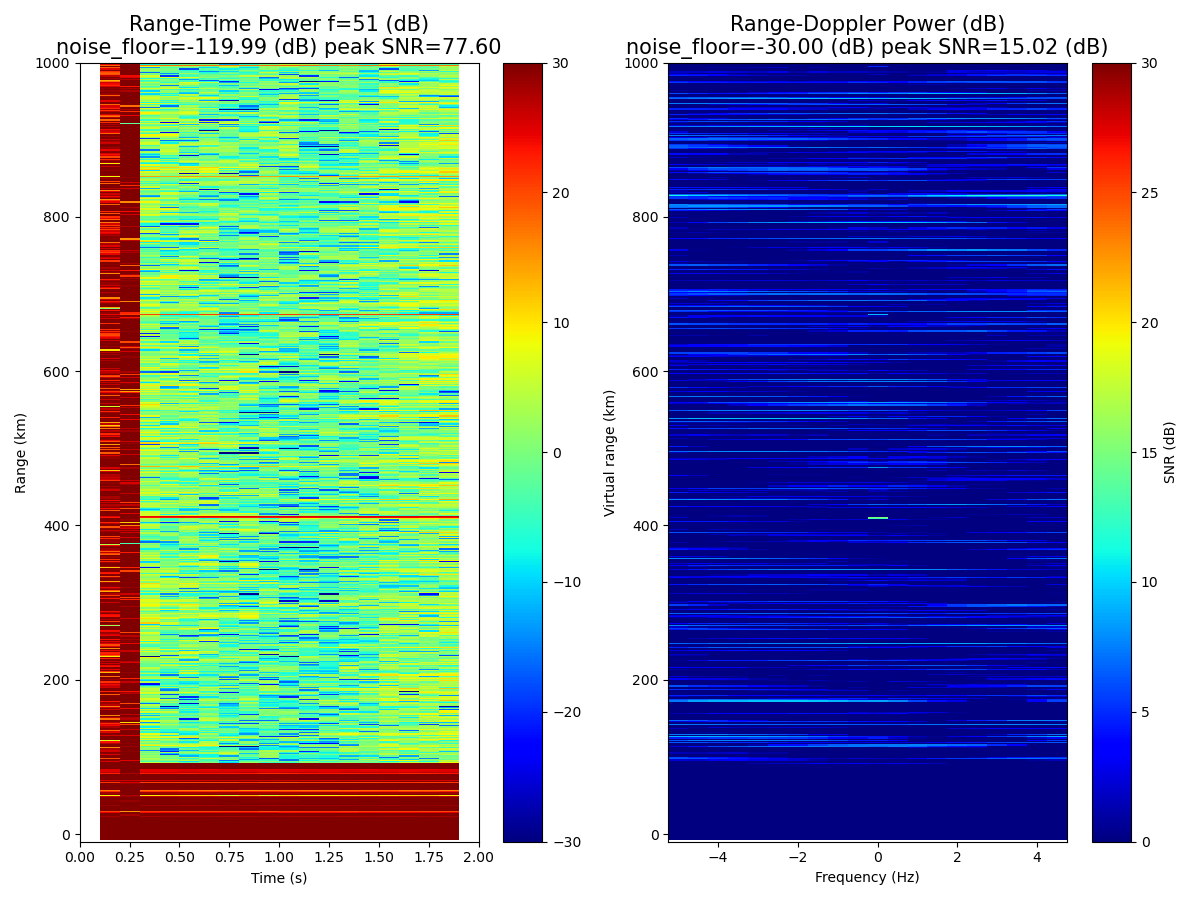 Range-Time Power f=51 (dB)
noise_floor=-119.99 (dB) peak SNR=77.60
1000
800
600
400
200
0
Range (km)
0.00 0.25 0.50 0.75 1.00 1.25 1.50 1.75 2.00
Time (s)
30
20
10
0
−10
−20
−30
Range-Doppler Power (dB)
noise_floor=-30.00 (dB) peak SNR=15.02 (dB)
1000
800
600
400
200
0
Virtual range (km)
−4 −2 0 2 4
Frequency (Hz)
30
25
20
15
10
5
0
SNR (dB)